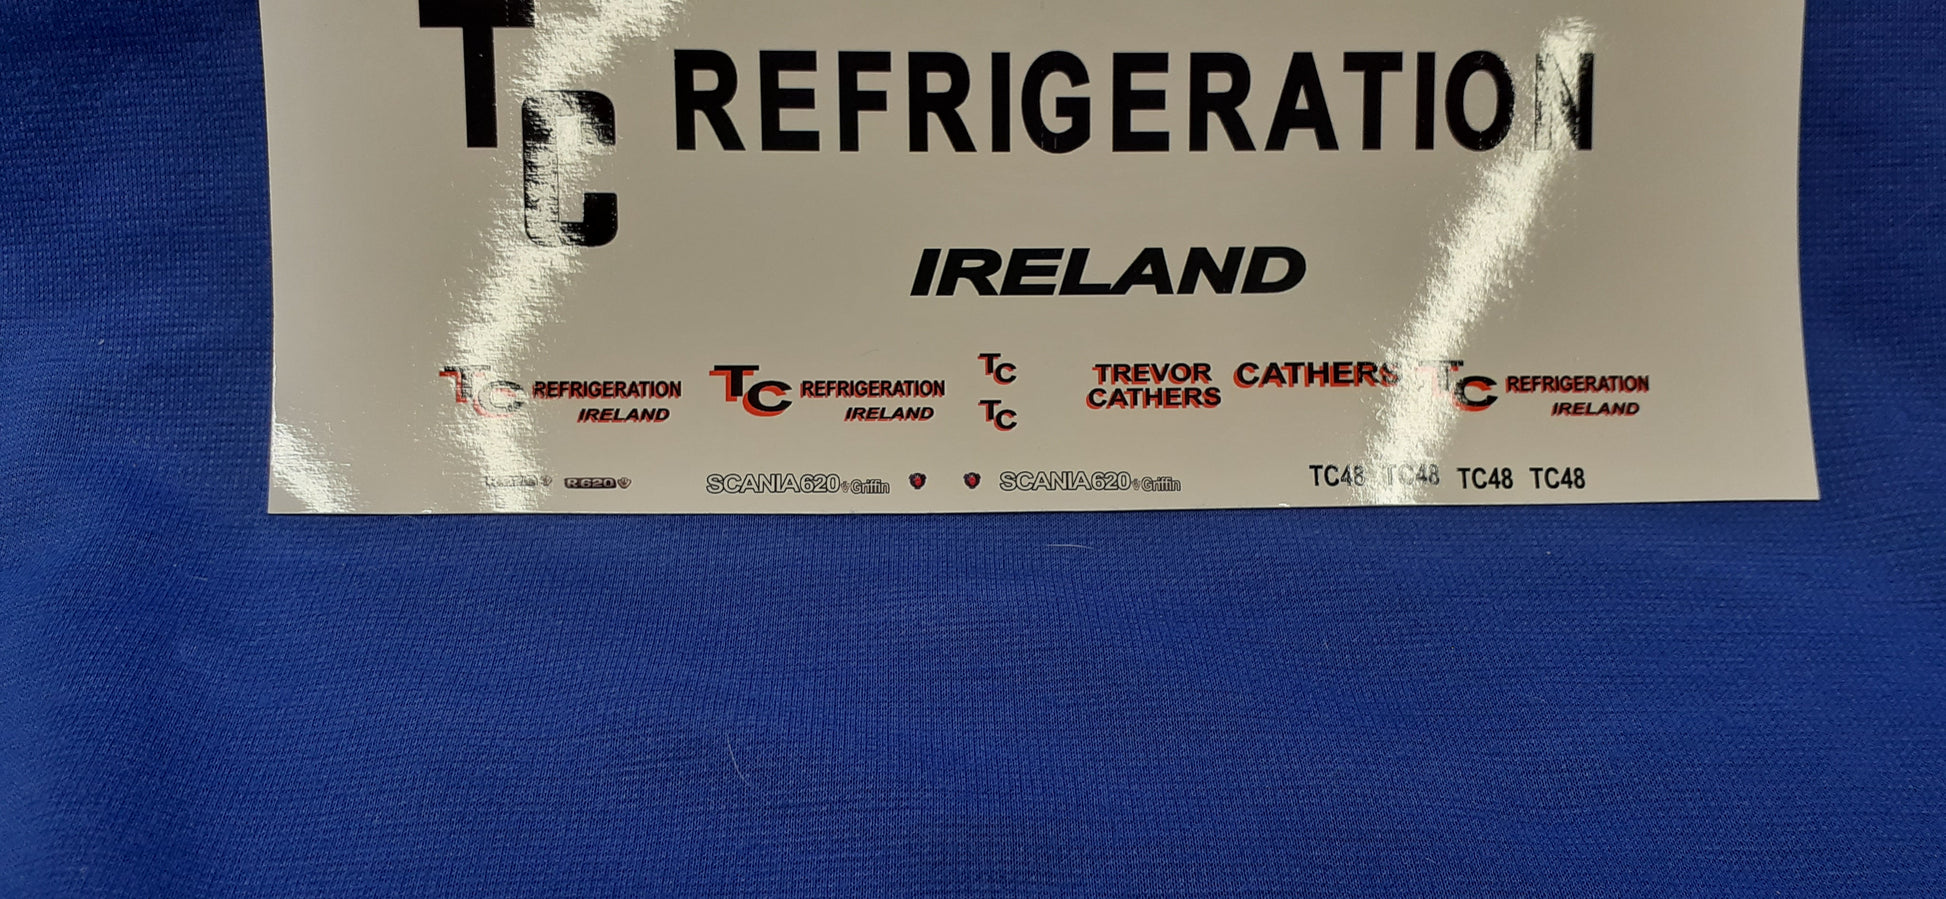 TC REFRIGERATION
IRELAND
TC REFRIGERATION IRELAND
TC REFRIGERATION IRELAND
TC
TC
TREVOR CATHERS
CATHERS
TC REFRIGERATION IRELAND
R620
SCANIA620 Griffin
SCANIA620 Griffin
TC48 TC48 TC48 TC48